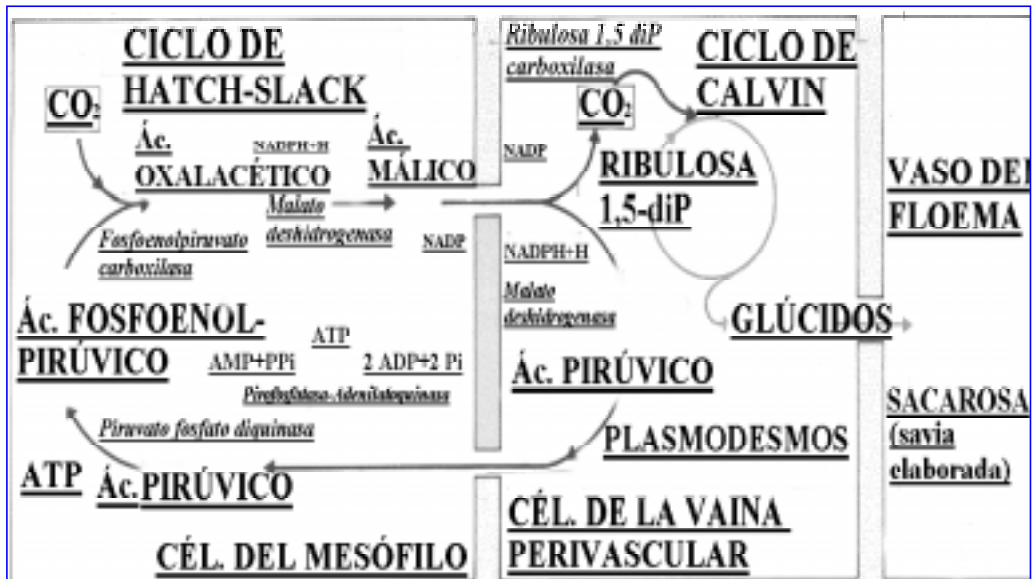 CICLO DE
HATCH-SLACK
CO2
Ác.
OXALACÉTICO
NADPH+H
Ác.
MÁLICO
Malato
deshidrogenasa
NADP
Fosfoenolpiruvato
carboxilasa
Ác. FOSFOENOL-
PIRÚVICO
ATP
AMP+PPi
2 ADP+2 Pi
Pirofosfatasa-Adenilatoquinasa
Piruvato fosfato diquinasa
ATP
Ác. PIRÚVICO
CÉL. DEL MESÓFILO
Ribulosa 1,5 diP
carboxilasa
CICLO DE
CALVIN
CO2
NADP
RIBULOSA
1,5-diP
NADPH+H
Malato
deshidrogenasa
GLÚCIDOS
Ác. PIRÚVICO
PLASMODESMOS
CÉL. DE LA VAINA
PERIVASCULAR
VASO DEL
FLOEMA
SACAROSA
(savia
elaborada)